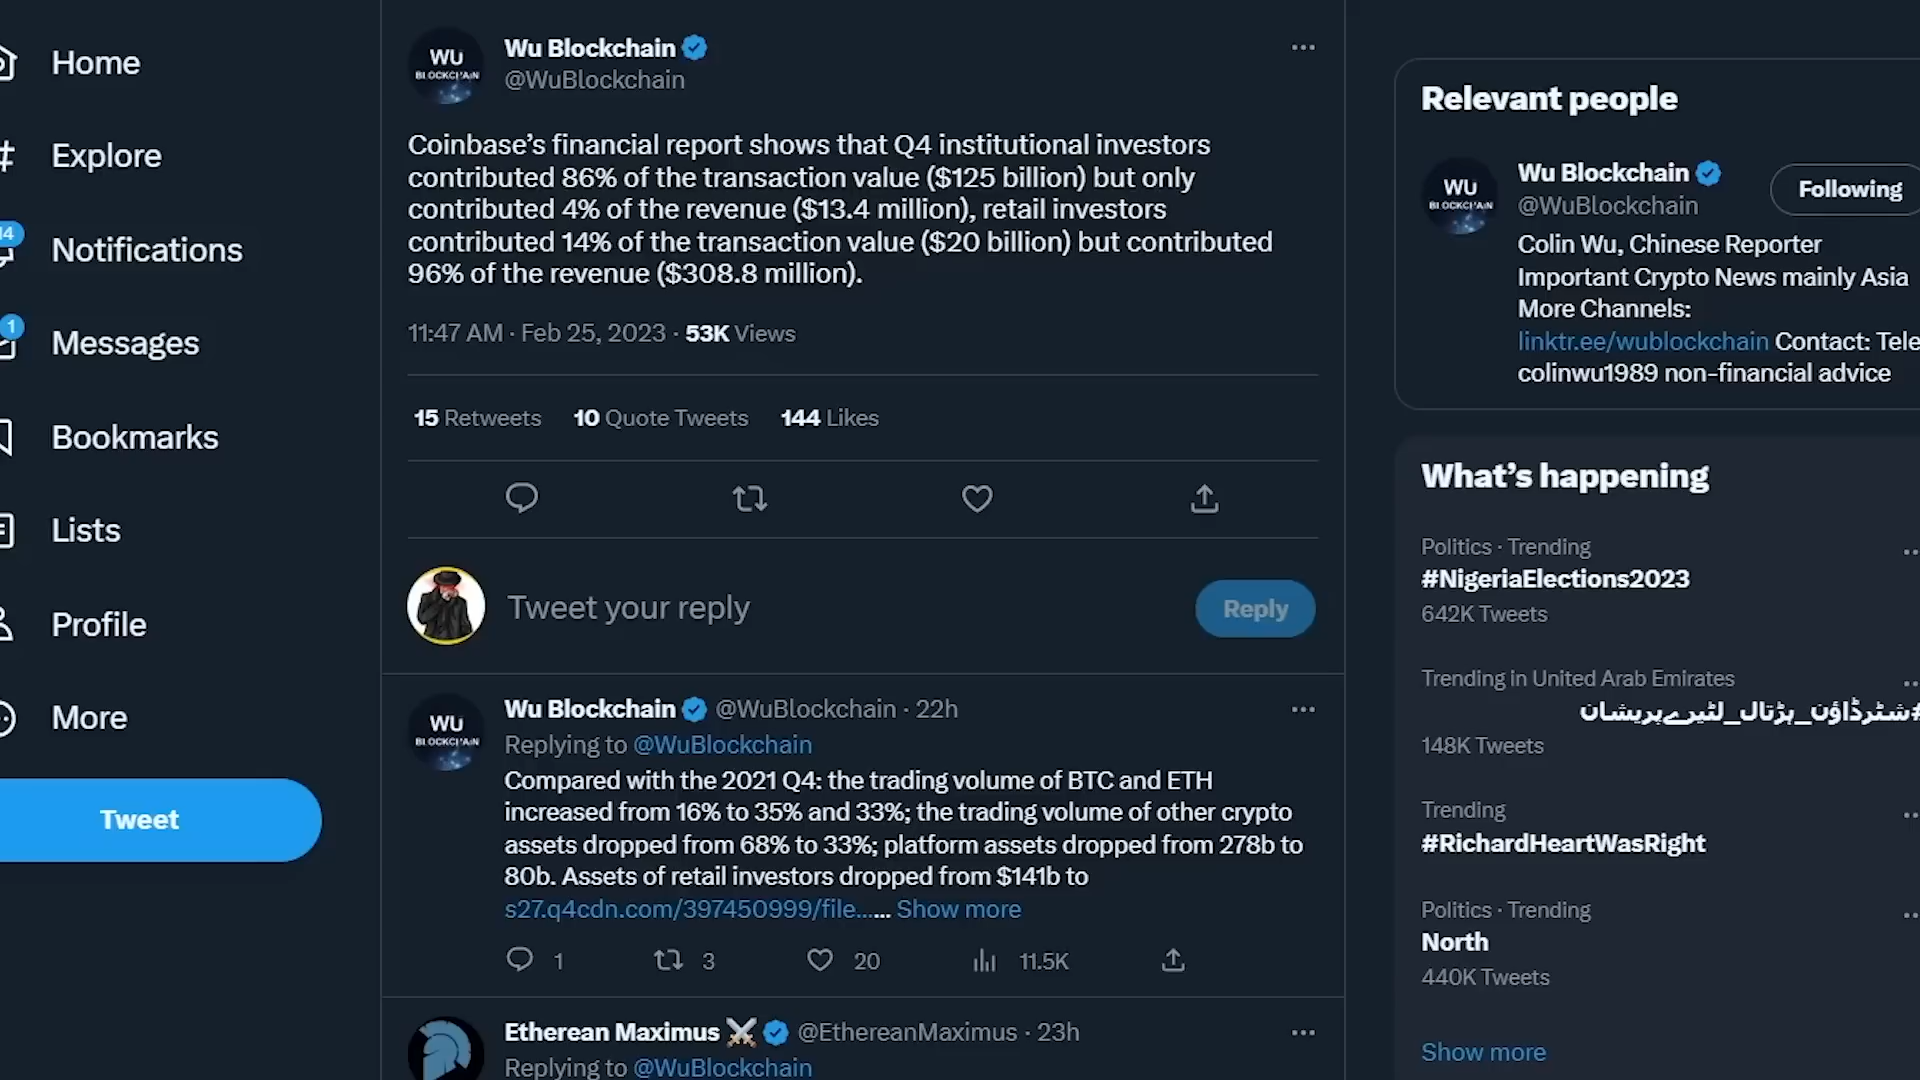 Home
Explore
14
Notifications
1
Messages
Bookmarks
Lists
Profile
More
Tweet
WU
BLOCKCHAIN
Wu Blockchain
@WuBlockchain
Coinbase’s financial report shows that Q4 institutional investors
contributed 86% of the transaction value ($125 billion) but only
contributed 4% of the revenue ($13.4 million), retail investors
contributed 14% of the transaction value ($20 billion) but contributed
96% of the revenue ($308.8 million).
11:47 AM · Feb 25, 2023 · 53K Views
15 Retweets 10 Quote Tweets 144 Likes
Tweet your reply
Reply
WU
BLOCKCHAIN
Wu Blockchain @WuBlockchain · 22h
Replying to @WuBlockchain
Compared with the 2021 Q4: the trading volume of BTC and ETH
increased from 16% to 35% and 33%; the trading volume of other crypto
assets dropped from 68% to 33%; platform assets dropped from 278b to
80b. Assets of retail investors dropped from $141b to
s27.q4cdn.com/397450999/file...... Show more
1 3 20 11.5K
Etherean Maximus @EthereanMaximus · 23h
Replying to @WuBlockchain
Relevant people
WU
BLOCKCHAIN
Wu Blockchain
@WuBlockchain
Following
Colin Wu, Chinese Reporter
Important Crypto News mainly Asia
More Channels:
linktr.ee/wublockchain Contact: Tele
colinwu1989 non-financial advice
What’s happening
Politics · Trending
#NigeriaElections2023
642K Tweets
Trending in United Arab Emirates
#شٹرڈاؤن_ہڑتال_لٹیرےپریشان
148K Tweets
Trending
#RichardHeartWasRight
Politics · Trending
North
440K Tweets
Show more